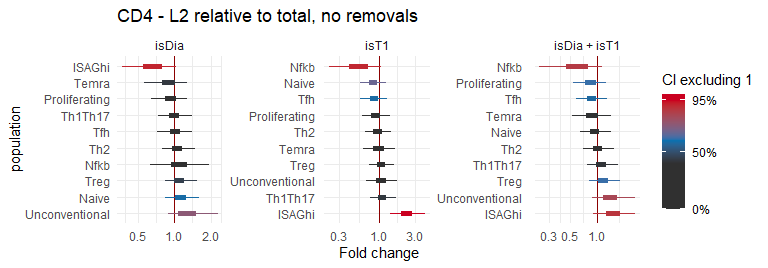 CD4 - L2 relative to total, no removals
isDia
isT1
isDia + isT1
population
ISAGhi
Temra
Proliferating
Th1Th17
Tfh
Th2
Nfkb
Treg
Naive
Unconventional
0.5 1.0 2.0
Nfkb
Naive
Tfh
Proliferating
Th2
Temra
Treg
Unconventional
Th1Th17
ISAGhi
0.3 1.0 3.0
Nfkb
Proliferating
Tfh
Temra
Naive
Th2
Th1Th17
Treg
Unconventional
ISAGhi
0.3 0.5 1.0
Fold change
CI excluding 1
95%
50%
0%